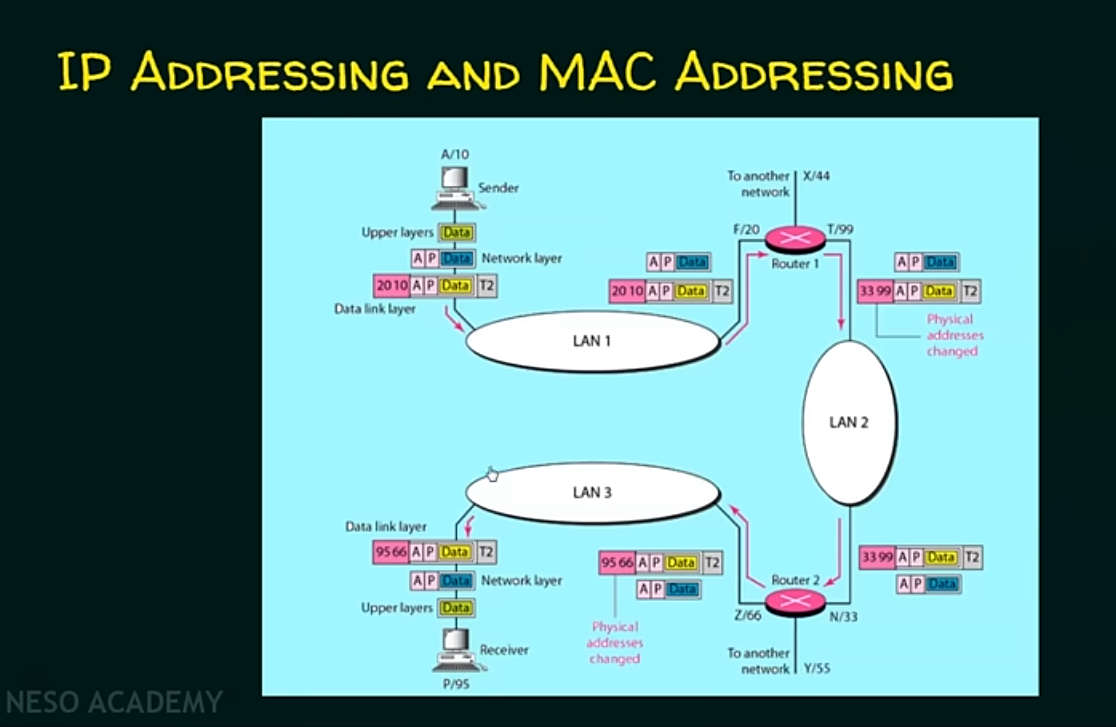 IP ADDRESSING AND MAC ADDRESSING
A/10
Sender
Upper layers Data
A P Data Network layer
20 10 A P Data T2
Data link layer
LAN 1
A P Data
20 10 A P Data T2
To another network X/44
F/20 T/99
Router 1
A P Data
33 99 A P Data T2
Physical
addresses
changed
LAN 2
33 99 A P Data T2
A P Data
Router 2
Z/66 N/33
To another
network Y/55
95 66 A P Data T2
A P Data
Physical
addresses
changed
LAN 3
Data link layer
95 66 A P Data T2
A P Data Network layer
Upper layers Data
Receiver
P/95
NESO ACADEMY